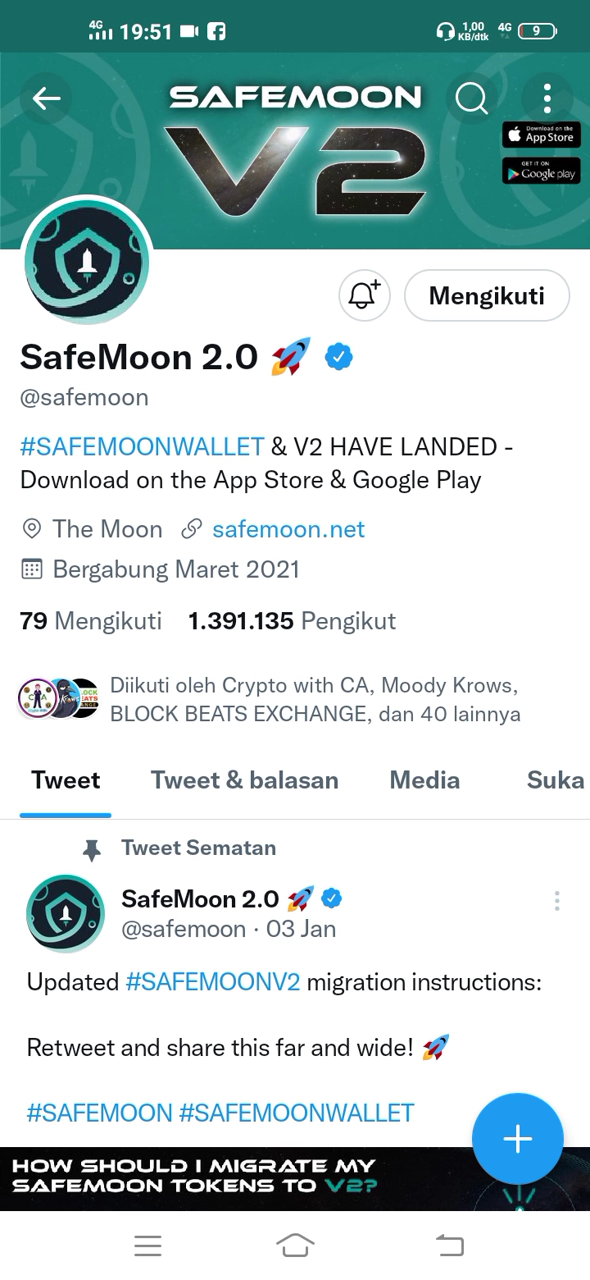 4G 19:51 1,00 KB/dtk 4G 9
SAFEMOON
V2
Download on the
App Store
GET IT ON
Google play
Mengikuti
SafeMoon 2.0 🚀
@safemoon
#SAFEMOONWALLET & V2 HAVE LANDED -
Download on the App Store & Google Play
The Moon safemoon.net
Bergabung Maret 2021
79 Mengikuti 1.391.135 Pengikut
Diikuti oleh Crypto with CA, Moody Krows,
BLOCK BEATS EXCHANGE, dan 40 lainnya
Tweet Tweet & balasan Media Suka
Tweet Sematan
SafeMoon 2.0 🚀
@safemoon · 03 Jan
Updated #SAFEMOONV2 migration instructions:
Retweet and share this far and wide! 🚀
#SAFEMOON #SAFEMOONWALLET
HOW SHOULD I MIGRATE MY
SAFEMOON TOKENS TO V2?